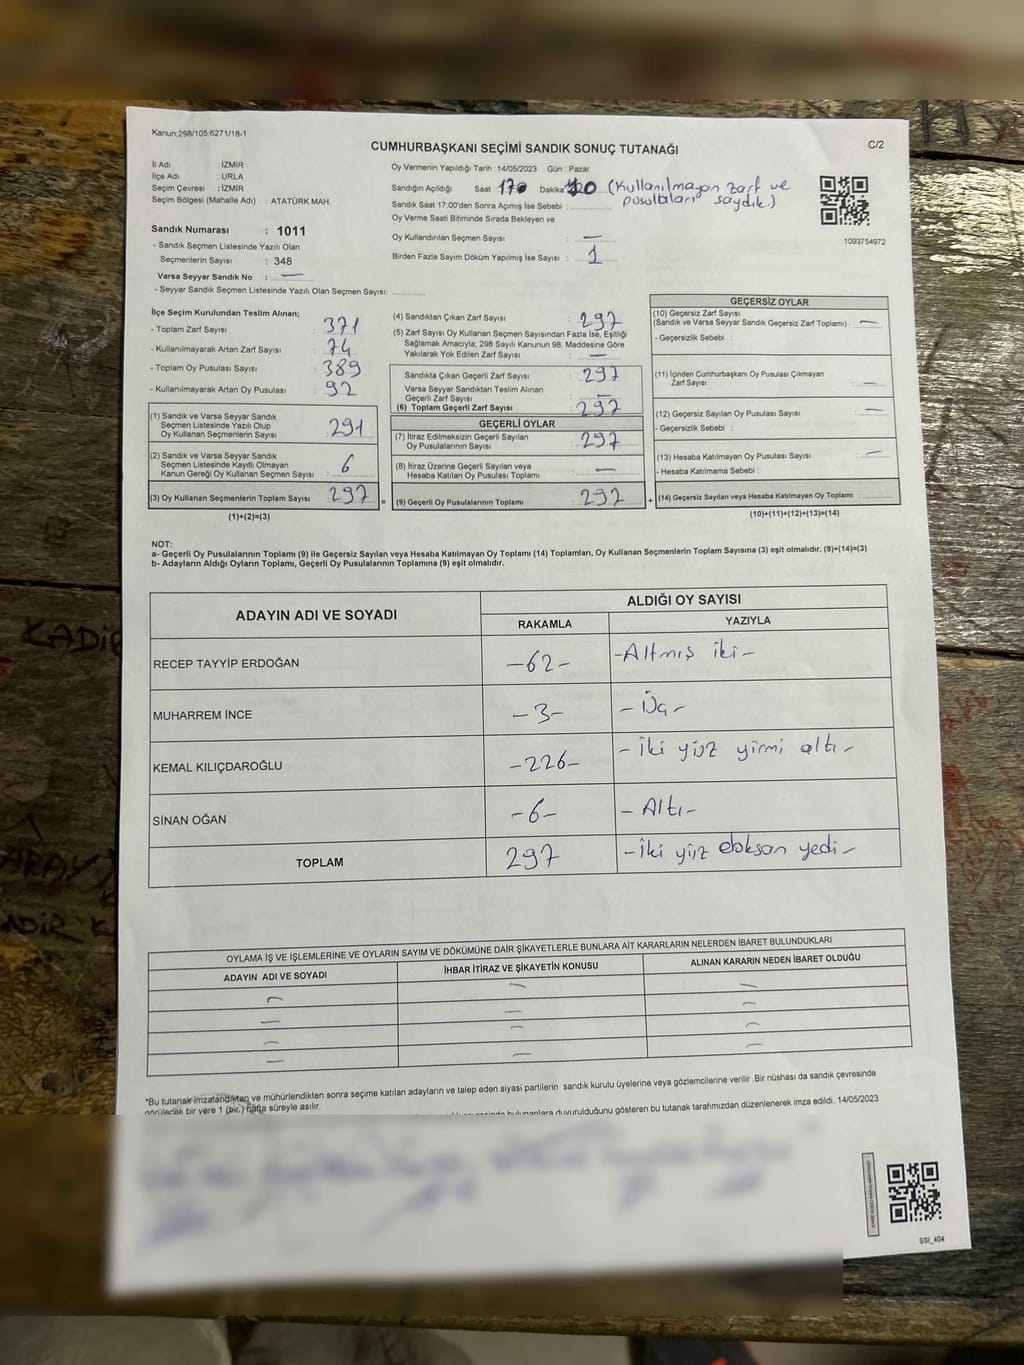 Kanun;298/105;6271/18-1
C/2
CUMHURBAŞKANI SEÇİMİ SANDIK SONUÇ TUTANAĞI
İl Adı : İZMİR
İlçe Adı : URLA
Seçim Çevresi : İZMİR
Seçim Bölgesi (Mahalle Adı) : ATATÜRK MAH.
Oy Vermenin Yapıldığı Tarih : 14/05/2023 Gün : Pazar
Sandığın Açıldığı Saat 17 Dakika (Kullanılmayan zarf ve
pusulaları saydık.)
Sandık Saat 17:00'den Sonra Açımış İse Sebebi :
Oy Verme Saati Bitiminde Sırada Bekleyen ve
Oy Kullandırılan Seçmen Sayısı : —
Birden Fazla Sayım Döküm Yapılmış İse Sayısı : 1
1093754972
Sandık Numarası : 1011
- Sandık Seçmen Listesinde Yazılı Olan
Seçmenlerin Sayısı : 348
Varsa Seyyar Sandık No : —
- Seyyar Sandık Seçmen Listesinde Yazılı Olan Seçmen Sayısı:
İlçe Seçim Kurulundan Teslim Alınan;
- Toplam Zarf Sayısı : 371
- Kullanılmayarak Artan Zarf Sayısı : 74
- Toplam Oy Pusulası Sayısı : 389
- Kullanılmayarak Artan Oy Pusulası : 92
(1) Sandık ve Varsa Seyyar Sandık
Seçmen Listesinde Yazılı Olup
Oy Kullanan Seçmenlerin Sayısı : 291
(2) Sandık ve Varsa Seyyar Sandık
Seçmen Listesinde Kayıtlı Olmayan
Kanun Gereği Oy Kullanan Seçmen Sayısı : 6
(3) Oy Kullanan Seçmenlerin Toplam Sayısı : 297
(1)+(2)=(3)
=
(4) Sandıktan Çıkan Zarf Sayısı : 297
(5) Zarf Sayısı Oy Kullanan Seçmen Sayısından Fazla İse, Eşitliği
Sağlamak Amacıyla, 298 Sayılı Kanunun 98. Maddesine Göre
Yakılarak Yok Edilen Zarf Sayısı : —
Sandıkta Çıkan Geçerli Zarf Sayısı : 297
Varsa Seyyar Sandıktan Teslim Alınan
Geçerli Zarf Sayısı : —
(6) Toplam Geçerli Zarf Sayısı : 297
GEÇERLİ OYLAR
(7) İtiraz Edilmeksizin Geçerli Sayılan
Oy Pusulalarının Sayısı : 297
(8) İtiraz Üzerine Geçerli Sayılan veya
Hesaba Katılan Oy Pusulası Toplamı : —
(9) Geçerli Oy Pusulalarının Toplamı : 297
+
GEÇERSİZ OYLAR
(10) Geçersiz Zarf Sayısı
(Sandık ve Varsa Seyyar Sandık Geçersiz Zarf Toplamı) : —
- Geçersizlik Sebebi :
(11) İçinden Cumhurbaşkanı Oy Pusulası Çıkmayan
Zarf Sayısı : —
(12) Geçersiz Sayılan Oy Pusulası Sayısı : —
- Geçersizlik Sebebi :
(13) Hesaba Katılmayan Oy Pusulası Sayısı : —
- Hesaba Katılmama Sebebi :
(14) Geçersiz Sayılan veya Hesaba Katılmayan Oy Toplamı :
(10)+(11)+(12)+(13)=(14)
NOT:
a- Geçerli Oy Pusulalarının Toplamı (9) ile Geçersiz Sayılan veya Hesaba Katılmayan Oy Toplamı (14) Toplamları, Oy Kullanan Seçmenlerin Toplam Sayısına (3) eşit olmalıdır. (9)+(14)=(3)
b- Adayların Aldığı Oyların Toplamı, Geçerli Oy Pusulalarının Toplamına (9) eşit olmalıdır.
ADAYIN ADI VE SOYADI
ALDIĞI OY SAYISI
RAKAMLA YAZIYLA
RECEP TAYYİP ERDOĞAN -62- -Altmış iki-
MUHARREM İNCE -3- -Üç-
KEMAL KILIÇDAROĞLU -226- -İki yüz yirmi altı-
SİNAN OĞAN -6- -Altı-
TOPLAM 297 -İki yüz doksan yedi-
OYLAMA İŞ VE İŞLEMLERİNE VE OYLARIN SAYIM VE DÖKÜMÜNE DAİR ŞİKAYETLERLE BUNLARA AİT KARARLARIN NELERDEN İBARET BULUNDUKLARI
ADAYIN ADI VE SOYADI İHBAR İTİRAZ VE ŞİKAYETİN KONUSU ALINAN KARARIN NEDEN İBARET OLDUĞU
*Bu tutanak imzalandıktan ve mühürlendikten sonra seçime katılan adayların ve talep eden siyasi partilerin sandık kurulu üyelerine veya gözlemcilerine verilir .Bir nüshası da sandık çevresinde
görülecek bir yere 1 (bir.) hafta süreyle asılır.
bulunanlara duyurulduğunu gösteren bu tutanak tarafımızdan düzenlenerek imza edildi. 14/05/2023
KADİR